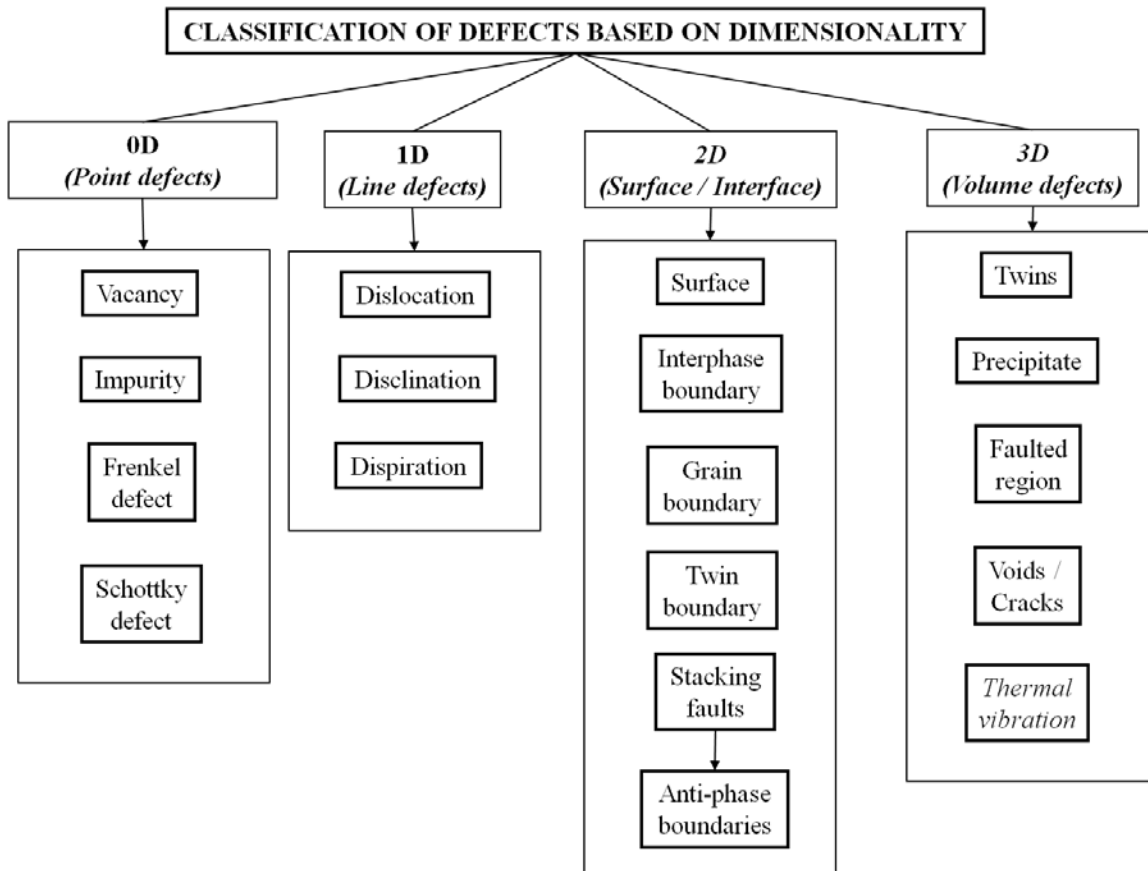 CLASSIFICATION OF DEFECTS BASED ON DIMENSIONALITY
0D
(Point defects)
Vacancy
Impurity
Frenkel
defect
Schottky
defect
1D
(Line defects)
Dislocation
Disclination
Dispiration
2D
(Surface / Interface)
Surface
Interphase
boundary
Grain
boundary
Twin
boundary
Stacking
faults
Anti-phase
boundaries
3D
(Volume defects)
Twins
Precipitate
Faulted
region
Voids /
Cracks
Thermal
vibration